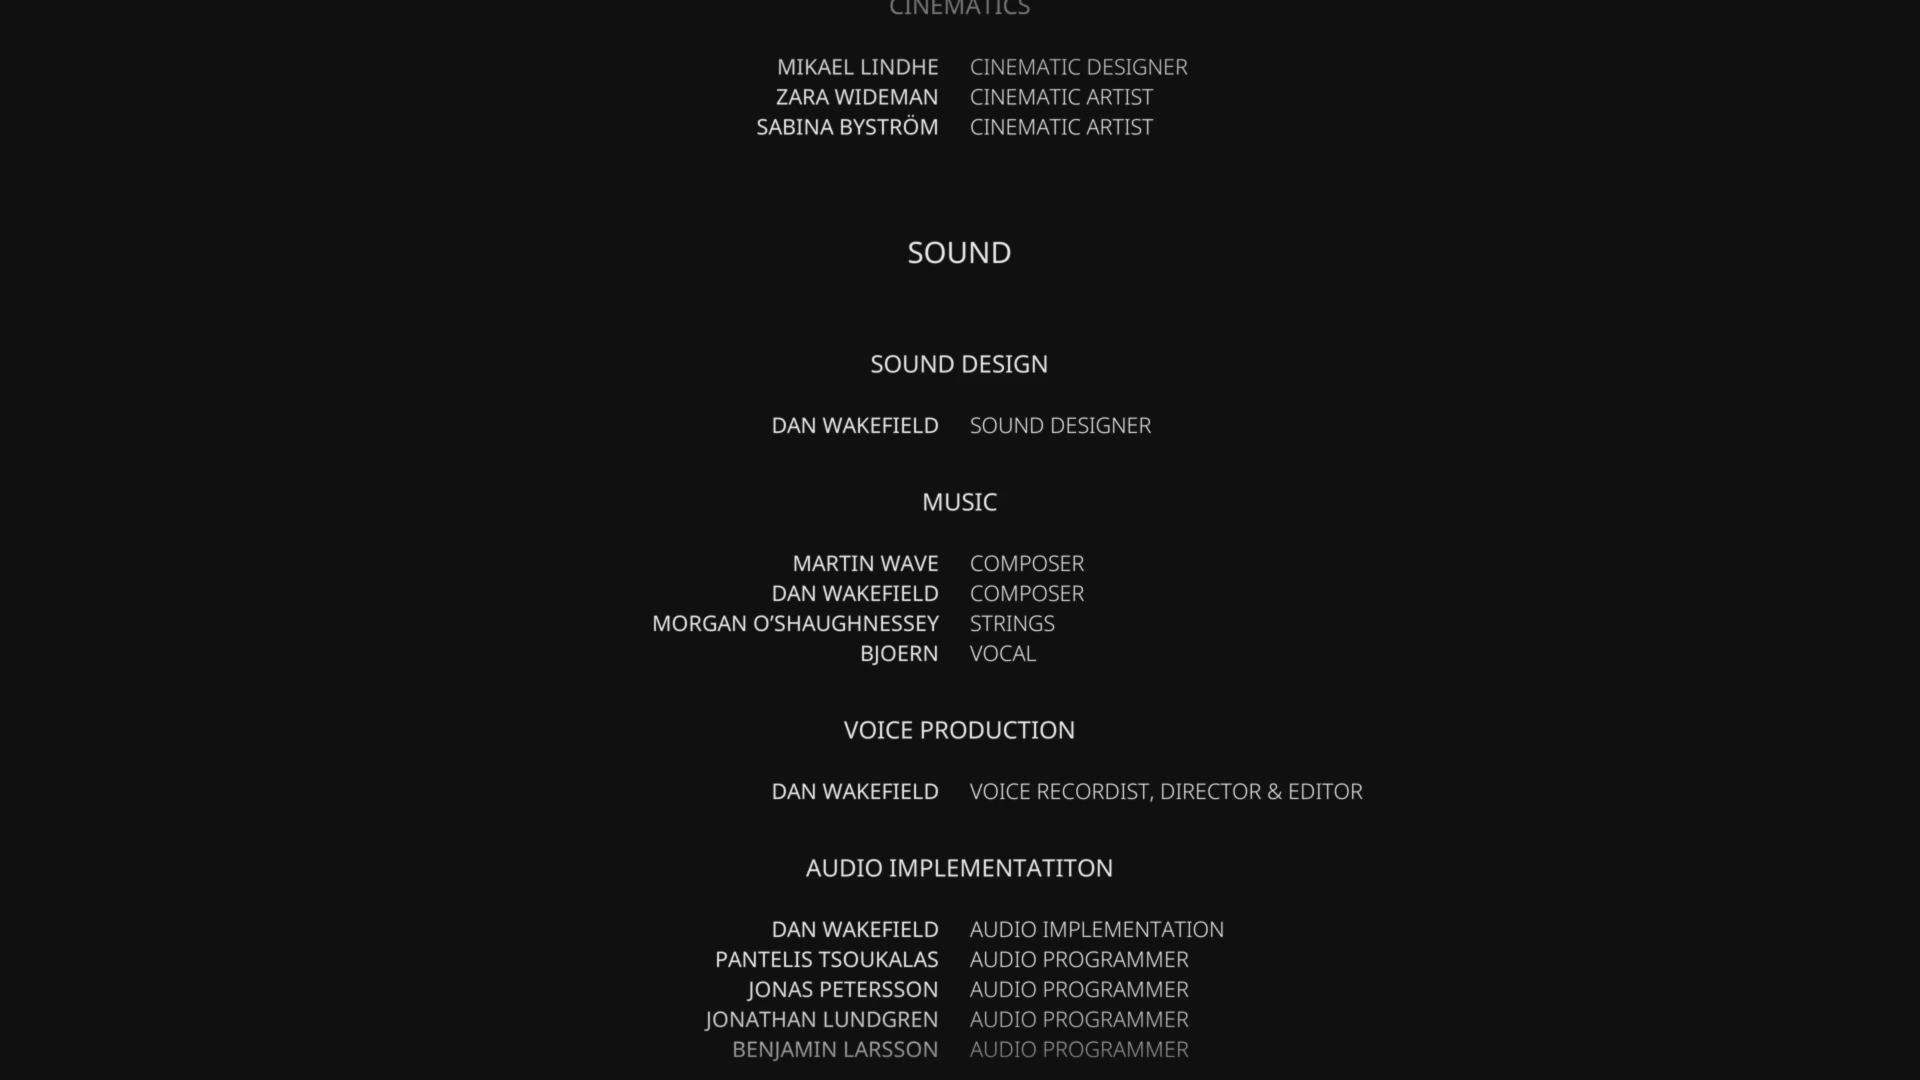 CINEMATICS
MIKAEL LINDHE CINEMATIC DESIGNER
ZARA WIDEMAN CINEMATIC ARTIST
SABINA BYSTRÖM CINEMATIC ARTIST
SOUND
SOUND DESIGN
DAN WAKEFIELD SOUND DESIGNER
MUSIC
MARTIN WAVE COMPOSER
DAN WAKEFIELD COMPOSER
MORGAN O’SHAUGHNESSEY STRINGS
BJOERN VOCAL
VOICE PRODUCTION
DAN WAKEFIELD VOICE RECORDIST, DIRECTOR & EDITOR
AUDIO IMPLEMENTATITON
DAN WAKEFIELD AUDIO IMPLEMENTATION
PANTELIS TSOUKALAS AUDIO PROGRAMMER
JONAS PETERSSON AUDIO PROGRAMMER
JONATHAN LUNDGREN AUDIO PROGRAMMER
BENJAMIN LARSSON AUDIO PROGRAMMER